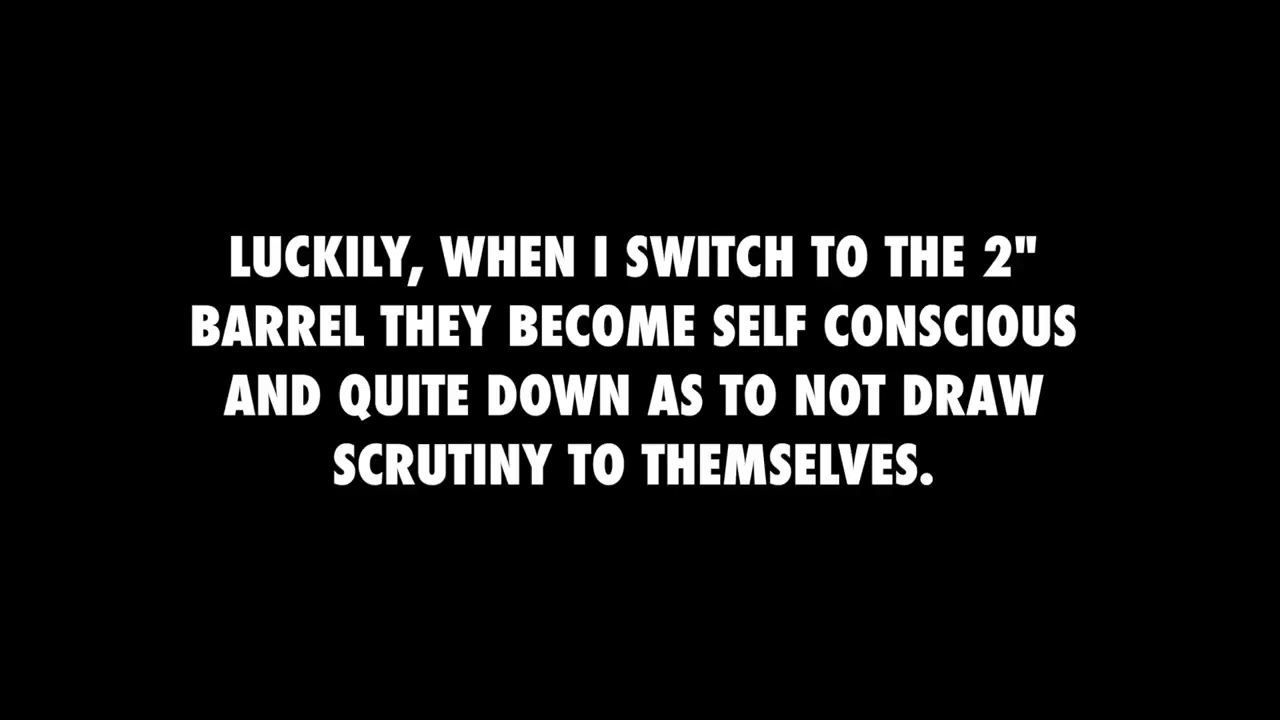 LUCKILY, WHEN I SWITCH TO THE 2"
BARREL THEY BECOME SELF CONSCIOUS
AND QUITE DOWN AS TO NOT DRAW
SCRUTINY TO THEMSELVES.